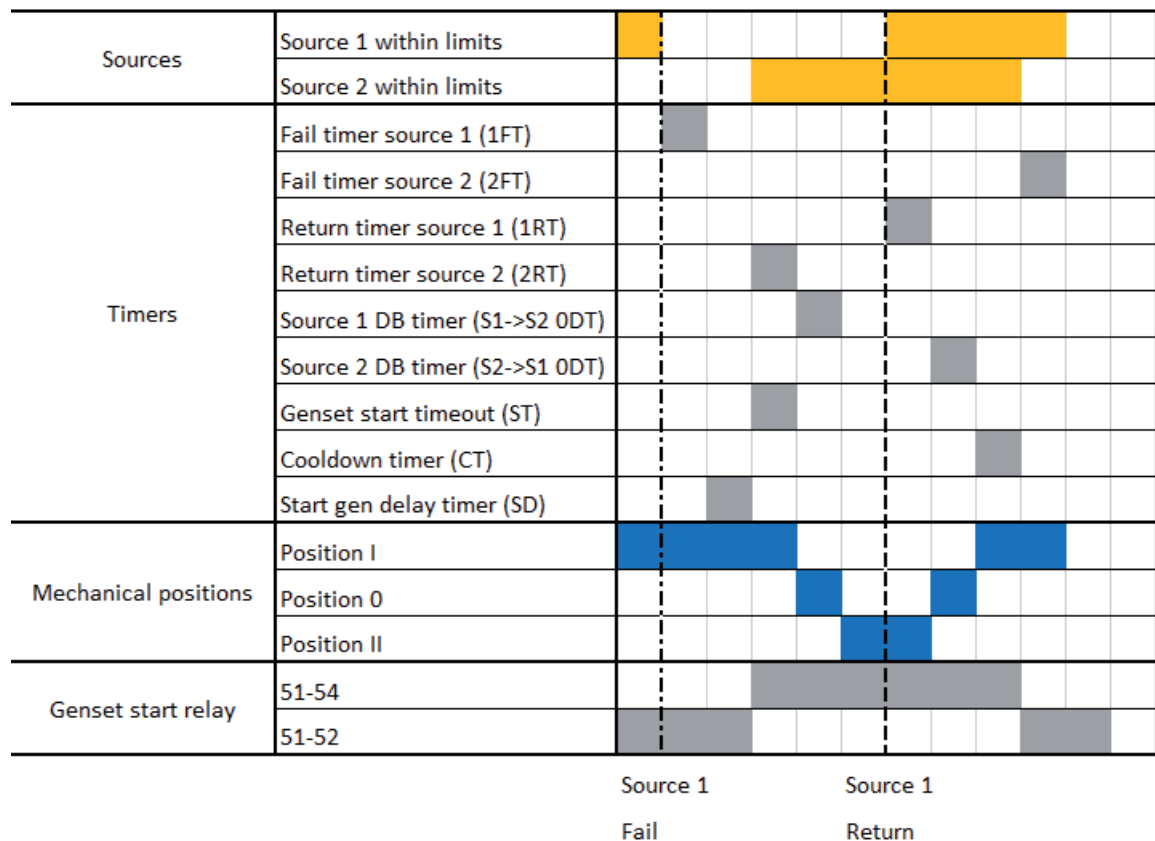 Sources
Source 1 within limits
Source 2 within limits
Timers
Fail timer source 1 (1FT)
Fail timer source 2 (2FT)
Return timer source 1 (1RT)
Return timer source 2 (2RT)
Source 1 DB timer (S1->S2 0DT)
Source 2 DB timer (S2->S1 0DT)
Genset start timeout (ST)
Cooldown timer (CT)
Start gen delay timer (SD)
Mechanical positions
Position I
Position 0
Position II
Genset start relay
51-54
51-52
Source 1
Fail
Source 1
Return